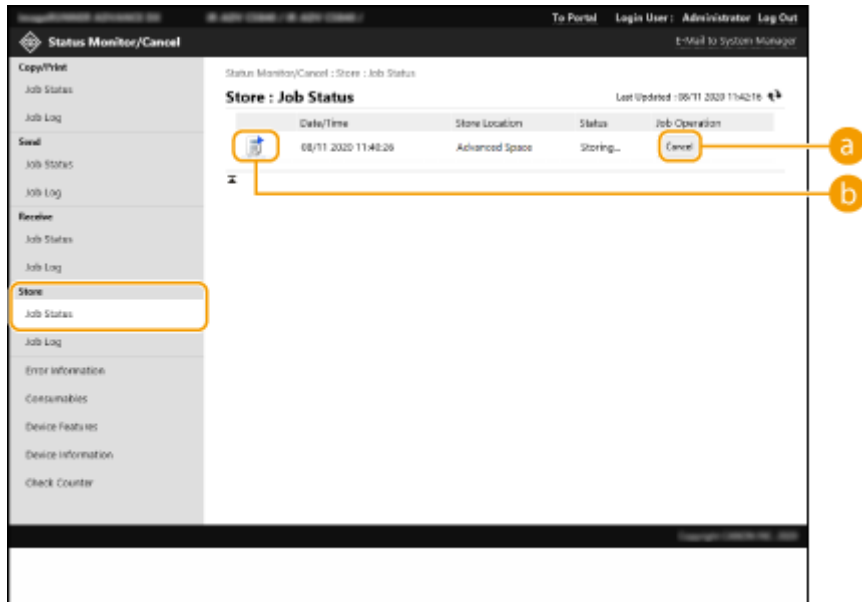 To Portal Login User: Administrator Log Out
Status Monitor/Cancel E-Mail to System Manager
Copy/Print
Job Status
Job Log
Send
Job Status
Job Log
Receive
Job Status
Job Log
Store
Job Status
Job Log
Error Information
Consumables
Device Features
Device Information
Check Counter
Status Monitor/Cancel : Store : Job Status
Store : Job Status Last Updated : 08/11 2020 11:42:16
Date/Time Store Location Status Job Operation
08/11 2020 11:40:26 Advanced Space Storing... Cancel
a
b